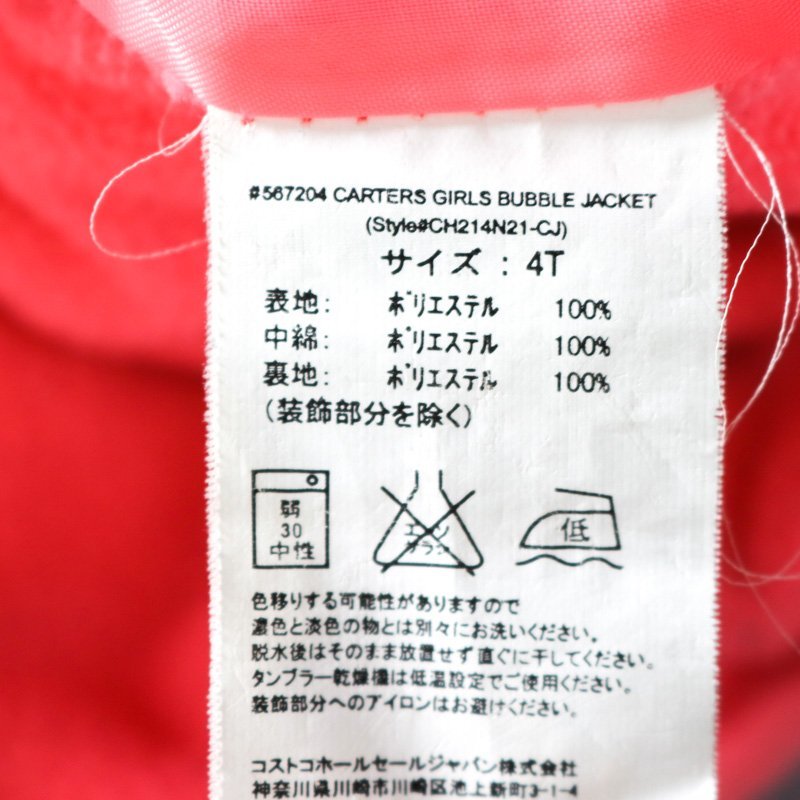 #567204 CARTERS GIRLS BUBBLE JACKET
(Style#CH214N21-CJ)
サイズ : 4T
表地: ポリエステル 100%
中綿: ポリエステル 100%
裏地: ポリエステル 100%
(装飾部分を除く)
弱
30
中性
エンソ
サラシ
低
色移りする可能性がありますので
濃色と淡色の物とは別々にお洗いください。
脱水後はそのまま放置せず直ぐに干してください。
タンブラー乾燥機は低温設定でご使用ください。
装飾部分へのアイロンはお避けください。
コストコホールセールジャパン株式会社
神奈川県川崎市川崎区池上新町3-1-4